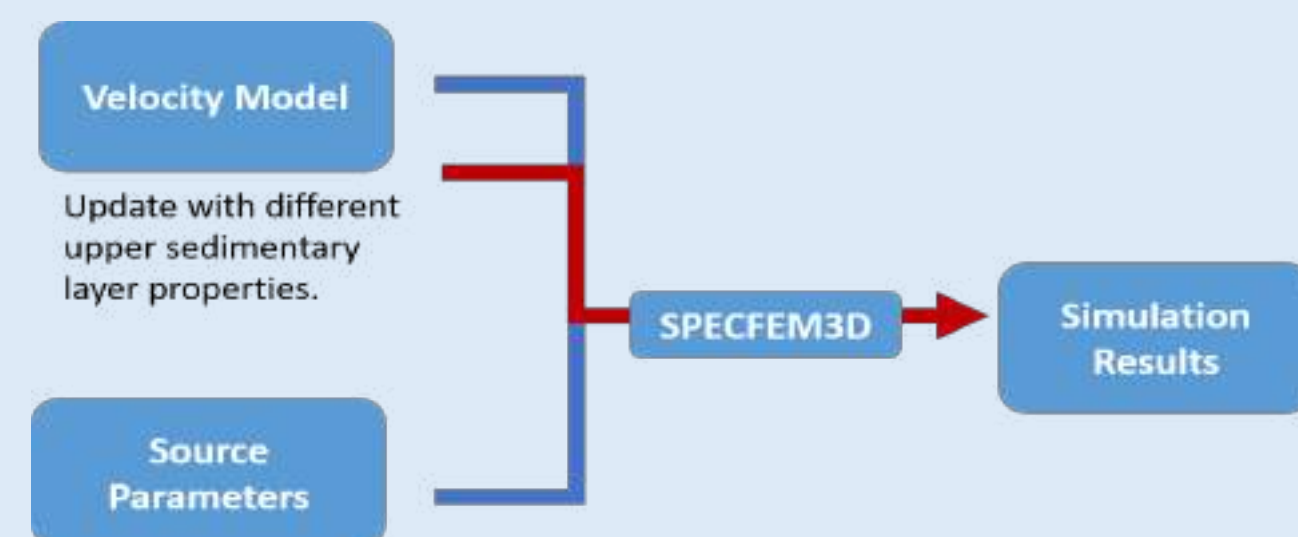 Velocity Model
Update with different
upper sedimentary
layer properties.
SPECFEM3D
Simulation
Results
Source
Parameters